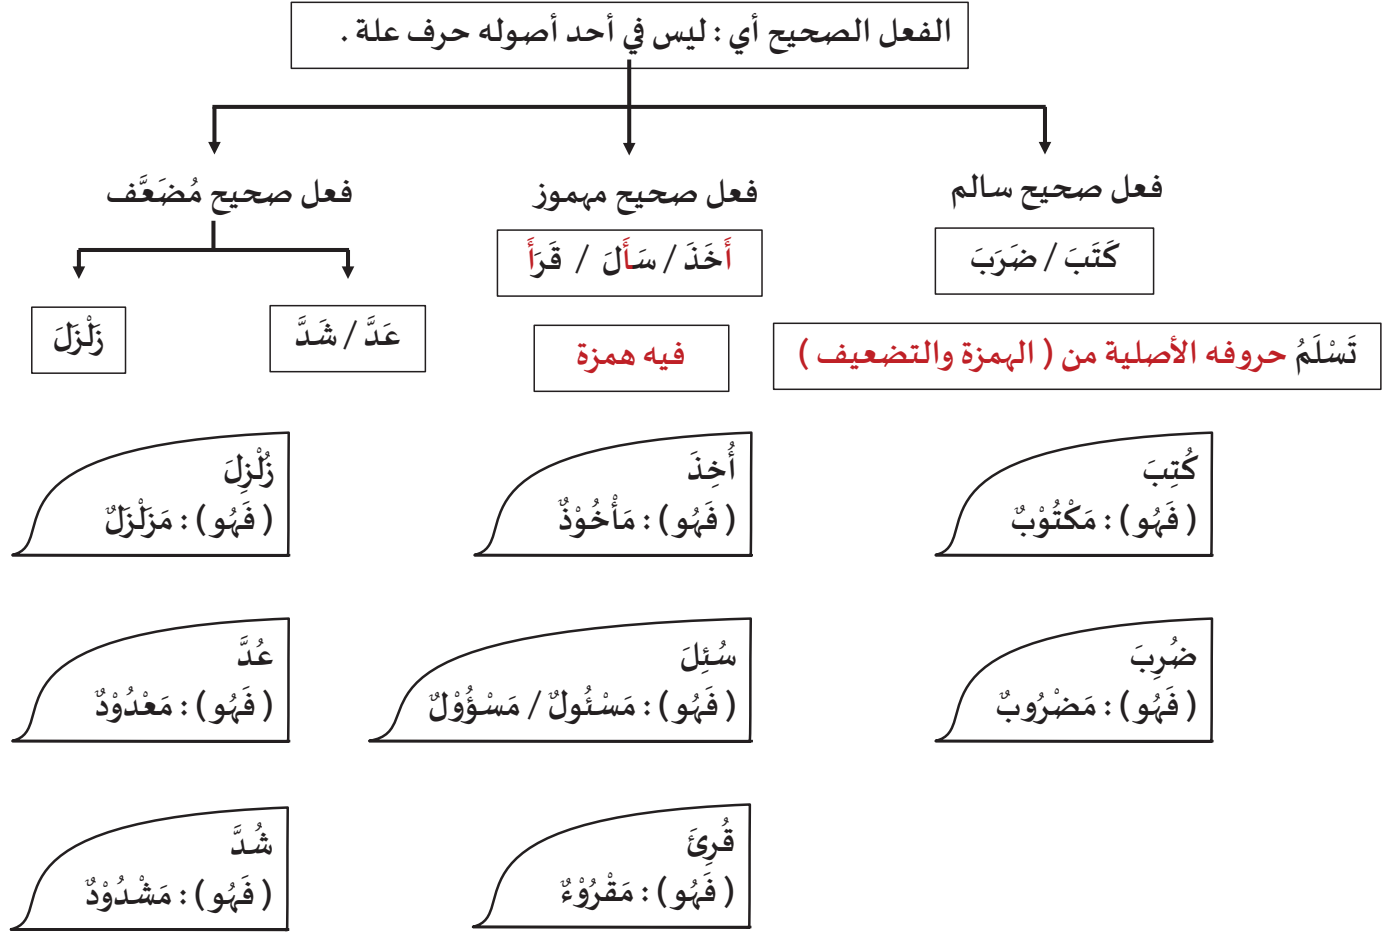 الفعل الصحيح أي : ليس في أحد أصوله حرف علة .
فعل صحيح سالم
فعل صحيح مهموز
فعل صحيح مُضَعَّف
كَتَبَ / ضَرَبَ
أَخَذَ / سَأَلَ / قَرَأَ
عَدَّ / شَدَّ
زَلْزَلَ
تَسْلَمُ حروفه الأصلية من ( الهمزة والتضعيف )
فيه همزة
كُتِبَ
( فَهُو ) : مَكْتُوْبٌ
أُخِذَ
( فَهُو ) : مَأْخُوْذٌ
زُلْزِلَ
( فَهُو ) : مَزَلْزَلٌ
ضُرِبَ
( فَهُو ) : مَضْرُوبٌ
سُئِلَ
( فَهُو ) : مَسْئُولٌ / مَسْؤُوْلٌ
عُدَّ
( فَهُو ) : مَعْدُوْدٌ
قُرِئَ
( فَهُو ) : مَقْرُوْءٌ
شُدَّ
( فَهُو ) : مَشْدُوْدٌ